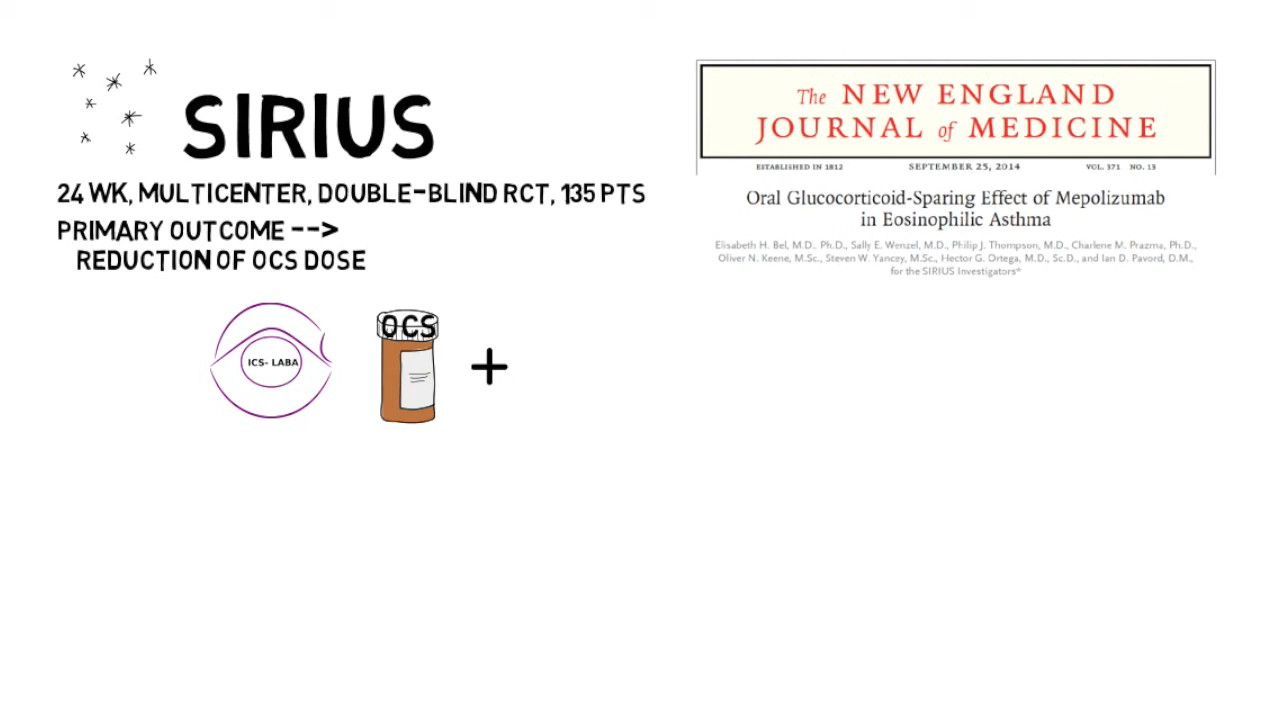 SIRIUS
24 WK, MULTICENTER, DOUBLE-BLIND RCT, 135 PTS
PRIMARY OUTCOME -->
REDUCTION OF OCS DOSE
ICS- LABA
OCS
+
The NEW ENGLAND
JOURNAL of MEDICINE
ESTABLISHED IN 1812 SEPTEMBER 25, 2014 VOL. 371 NO. 13
Oral Glucocorticoid-Sparing Effect of Mepolizumab
in Eosinophilic Asthma
Elisabeth H. Bel, M.D. Ph.D., Sally E. Wenzel, M.D., Philip J. Thompson, M.D., Charlene M. Prazma, Ph.D.,
Oliver N. Keene, M.Sc., Steven W. Yancey, M.Sc., Hector G. Ortega, M.D., Sc.D., and Ian D. Pavord, D.M.,
for the SIRIUS Investigators*